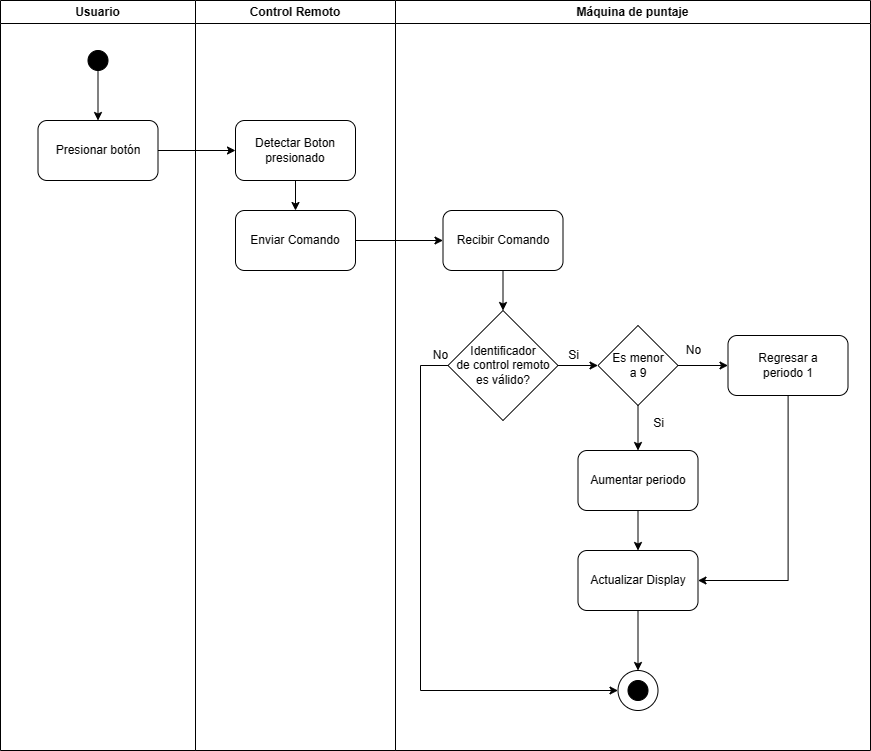 Usuario
Control Remoto
Máquina de puntaje
Presionar botón
Detectar Boton
presionado
Enviar Comando
Recibir Comando
No
Identificador
de control remoto
es válido?
Si
Es menor
a 9
No
Regresar a
periodo 1
Si
Aumentar periodo
Actualizar Display